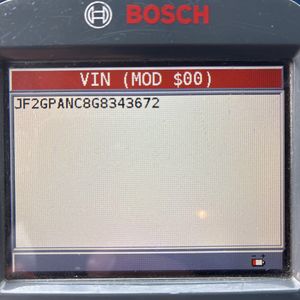 BOSCH
VIN (MOD $00)
JF2GPANC8G8343672